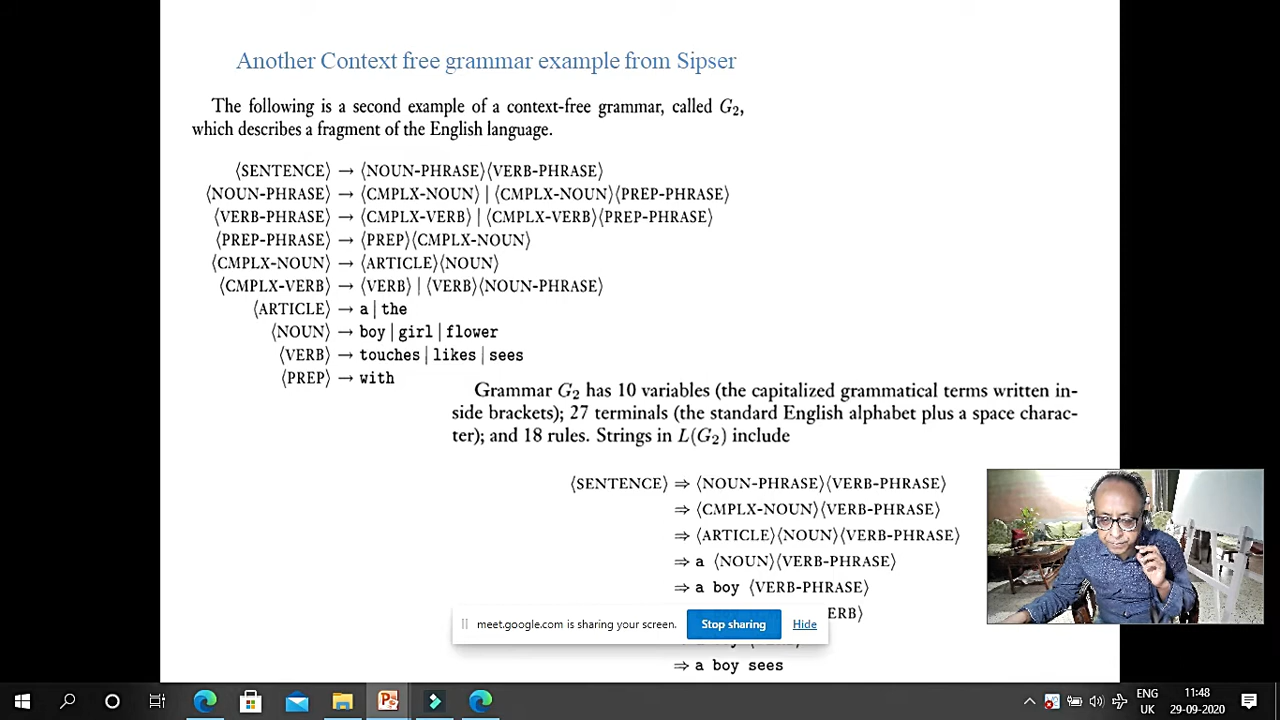 Another Context free grammar example from Sipser
The following is a second example of a context-free grammar, called G₂,
which describes a fragment of the English language.
⟨SENTENCE⟩ → ⟨NOUN-PHRASE⟩⟨VERB-PHRASE⟩
⟨NOUN-PHRASE⟩ → ⟨CMPLX-NOUN⟩ | ⟨CMPLX-NOUN⟩⟨PREP-PHRASE⟩
⟨VERB-PHRASE⟩ → ⟨CMPLX-VERB⟩ | ⟨CMPLX-VERB⟩⟨PREP-PHRASE⟩
⟨PREP-PHRASE⟩ → ⟨PREP⟩⟨CMPLX-NOUN⟩
⟨CMPLX-NOUN⟩ → ⟨ARTICLE⟩⟨NOUN⟩
⟨CMPLX-VERB⟩ → ⟨VERB⟩ | ⟨VERB⟩⟨NOUN-PHRASE⟩
⟨ARTICLE⟩ → a | the
⟨NOUN⟩ → boy | girl | flower
⟨VERB⟩ → touches | likes | sees
⟨PREP⟩ → with
Grammar G₂ has 10 variables (the capitalized grammatical terms written in-
side brackets); 27 terminals (the standard English alphabet plus a space charac-
ter); and 18 rules. Strings in L(G₂) include
⟨SENTENCE⟩ ⇒ ⟨NOUN-PHRASE⟩⟨VERB-PHRASE⟩
⇒ ⟨CMPLX-NOUN⟩⟨VERB-PHRASE⟩
⇒ ⟨ARTICLE⟩⟨NOUN⟩⟨VERB-PHRASE⟩
⇒ a ⟨NOUN⟩⟨VERB-PHRASE⟩
⇒ a boy ⟨VERB-PHRASE⟩
ERB⟩
meet.google.com is sharing your screen. Stop sharing Hide
⇒ a boy sees
ENG 11:48
UK 29-09-2020